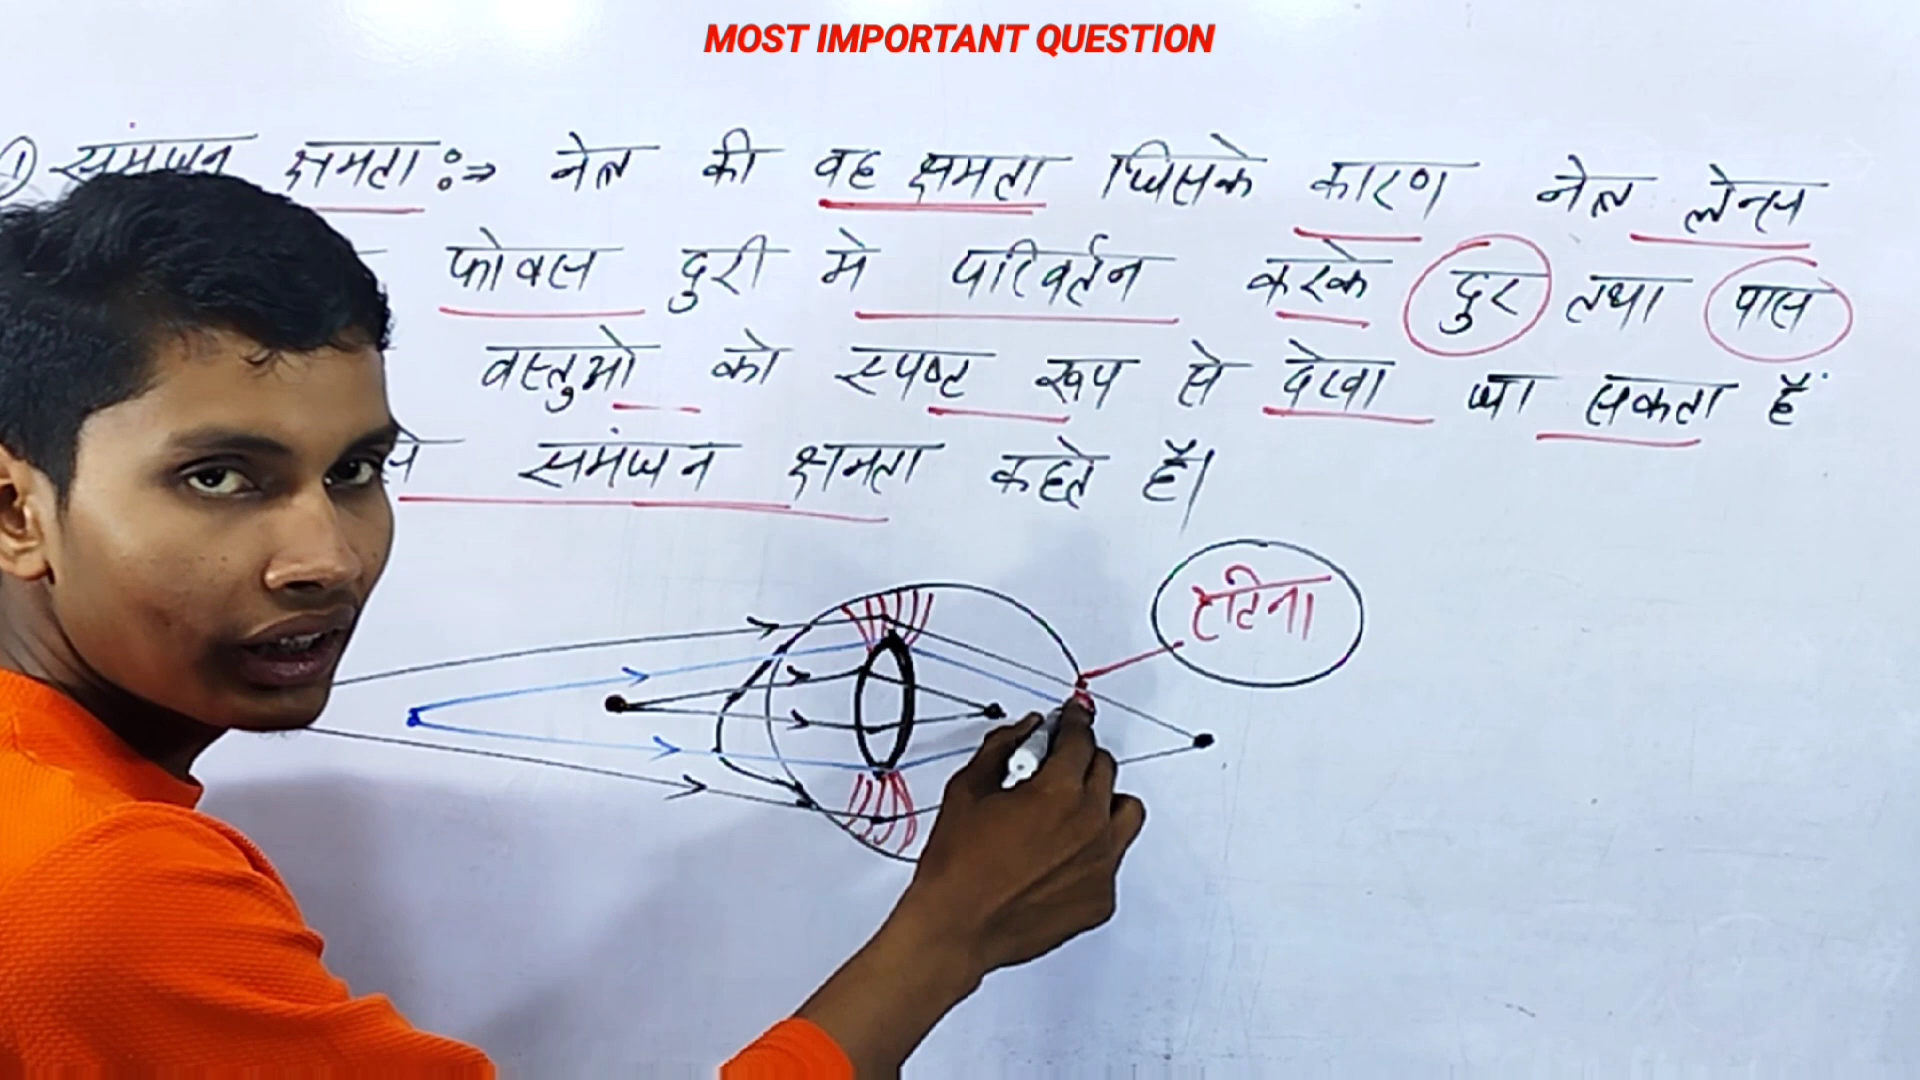 MOST IMPORTANT QUESTION
① समंजन क्षमता :⇒ नेत्र की वह क्षमता जिसके कारण नेत्र लेन्स
फोक्स दुरी मे परिवर्तन करके दुर तथा पास
वस्तुओ को स्पष्ट रूप से देखा जा सकता हैं
समंजन क्षमता कहते हैं।
रेटिना